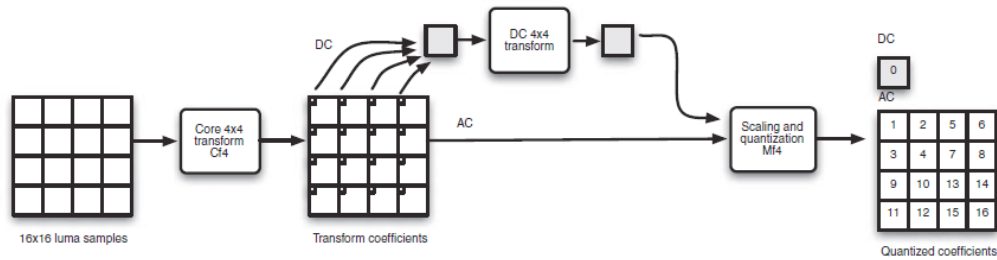 DC
DC 4x4
transform
DC
0
AC
Core 4x4
transform
Cf4
AC
Scaling and
quantization
Mf4
1 2 5 6
3 4 7 8
9 10 13 14
11 12 15 16
16x16 luma samples
Transform coefficients
Quantized coefficients